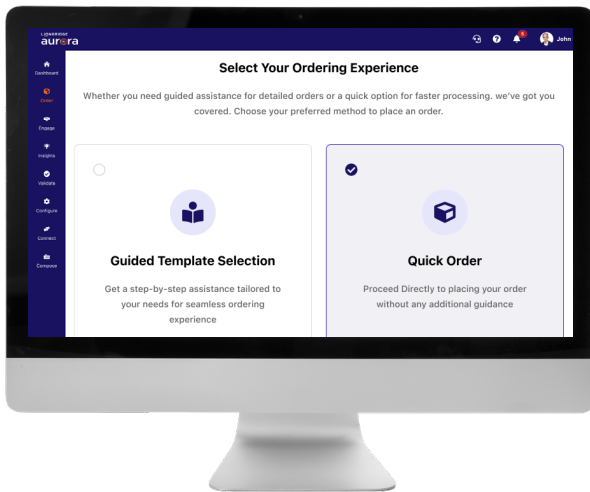 LIONBRIDGE
aurora
6
John
Dashboard
Order
Engage
Insights
Validate
Configure
Connect
Compose
Select Your Ordering Experience
Whether you need guided assistance for detailed orders or a quick option for faster processing. we've got you
covered. Choose your preferred method to place an order.
Guided Template Selection
Get a step-by-step assistance tailored to
your needs for seamless ordering
experience
Quick Order
Proceed Directly to placing your order
without any additional guidance